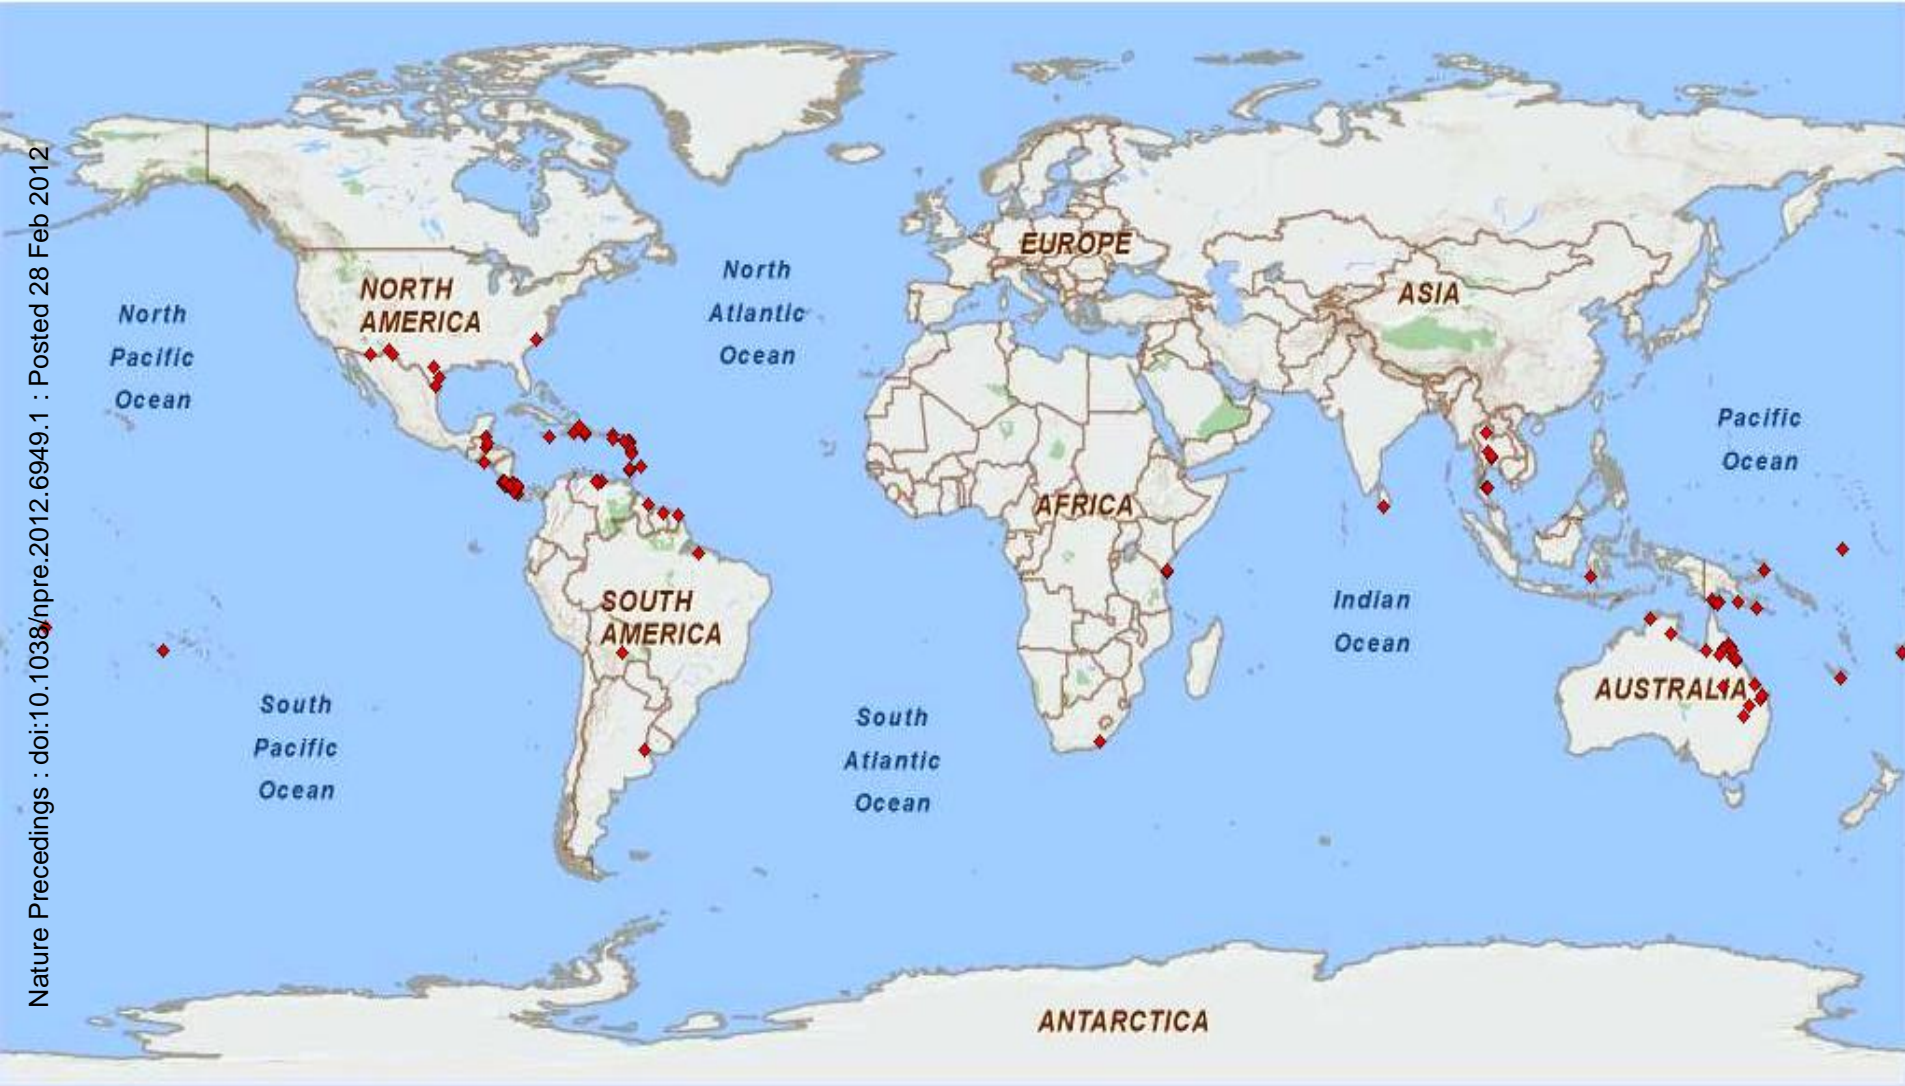 Nature Precedings : doi:10.1038/npre.2012.6949.1 : Posted 28 Feb 2012
NORTH
AMERICA
North
Pacific
Ocean
North
Atlantic
Ocean
EUROPE
ASIA
Pacific
Ocean
AFRICA
SOUTH
AMERICA
Indian
Ocean
AUSTRALIA
South
Pacific
Ocean
South
Atlantic
Ocean
ANTARCTICA